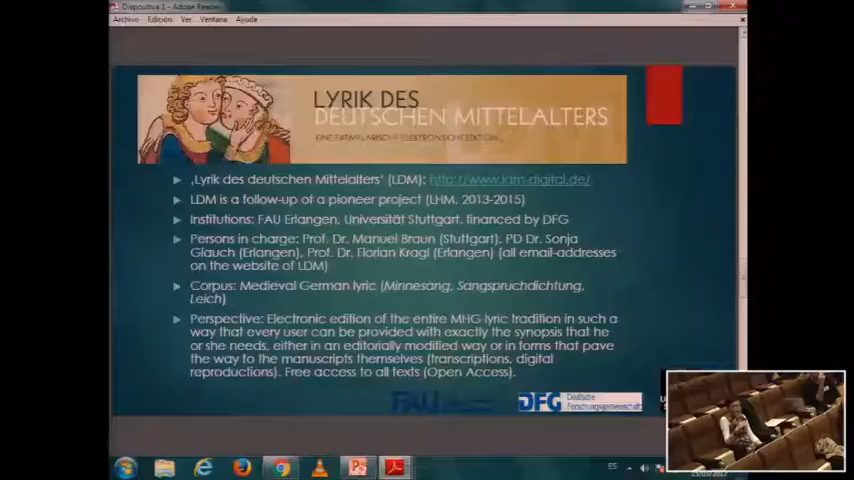 Diapositiva 1 - Adobe Reader
Archivo Edición Ver Ventana Ayuda
LYRIK DES
DEUTSCHEN MITTELALTERS
EINE EXEMPLARISCHE ELEKTRONISCHE EDITION
‚Lyrik des deutschen Mittelalters‘ (LDM): http://www.ldm-digital.de/
LDM is a follow-up of a pioneer project (LHM, 2013-2015)
Institutions: FAU Erlangen, Universität Stuttgart, financed by DFG
Persons in charge: Prof. Dr. Manuel Braun (Stuttgart), PD Dr. Sonja
Glauch (Erlangen), Prof. Dr. Florian Kragl (Erlangen) (all email-addresses
on the website of LDM)
Corpus: Medieval German lyric (Minnesang, Sangspruchdichtung,
Leich)
Perspective: Electronic edition of the entire MHG lyric tradition in such a
way that every user can be provided with exactly the synopsis that he
or she needs, either in an editorially modified way or in forms that pave
the way to the manuscripts themselves (transcriptions, digital
reproductions). Free access to all texts (Open Access).
FAU
DFG Deutsche
Forschungsgemeinschaft
ES